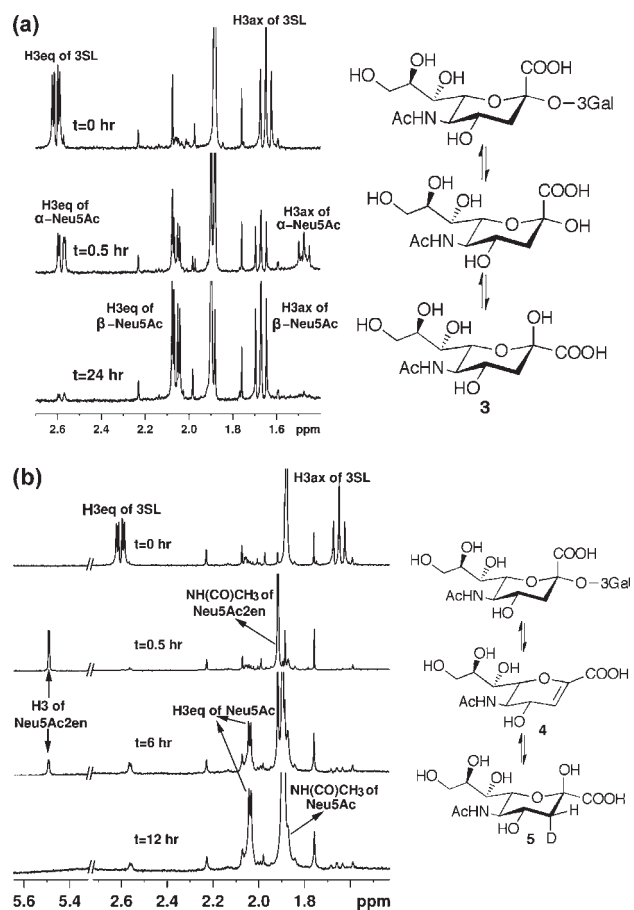 (a)
H3eq of 3SL
H3ax of 3SL
t=0 hr
H3eq of
α-Neu5Ac
H3ax of
α-Neu5Ac
t=0.5 hr
H3eq of
β-Neu5Ac
H3ax of
β-Neu5Ac
t=24 hr
2.6 2.4 2.2 2.0 1.8 1.6 ppm
HO OH OH COOH
AcHN O O–3Gal
HO
HO OH OH COOH
AcHN O OH
HO
HO OH OH OH
AcHN O COOH
HO
3
(b)
H3eq of 3SL
H3ax of 3SL
t=0 hr
NH(CO)CH3 of
Neu5Ac2en
t=0.5 hr
H3 of
Neu5Ac2en
H3eq of Neu5Ac
t=6 hr
NH(CO)CH3 of
Neu5Ac
t=12 hr
5.6 5.4 2.6 2.4 2.2 2.0 1.8 ppm
HO OH OH COOH
AcHN O O–3Gal
HO
HO OH OH
AcHN O COOH
HO
4
HO OH OH OH
AcHN O COOH
HO H
5 D